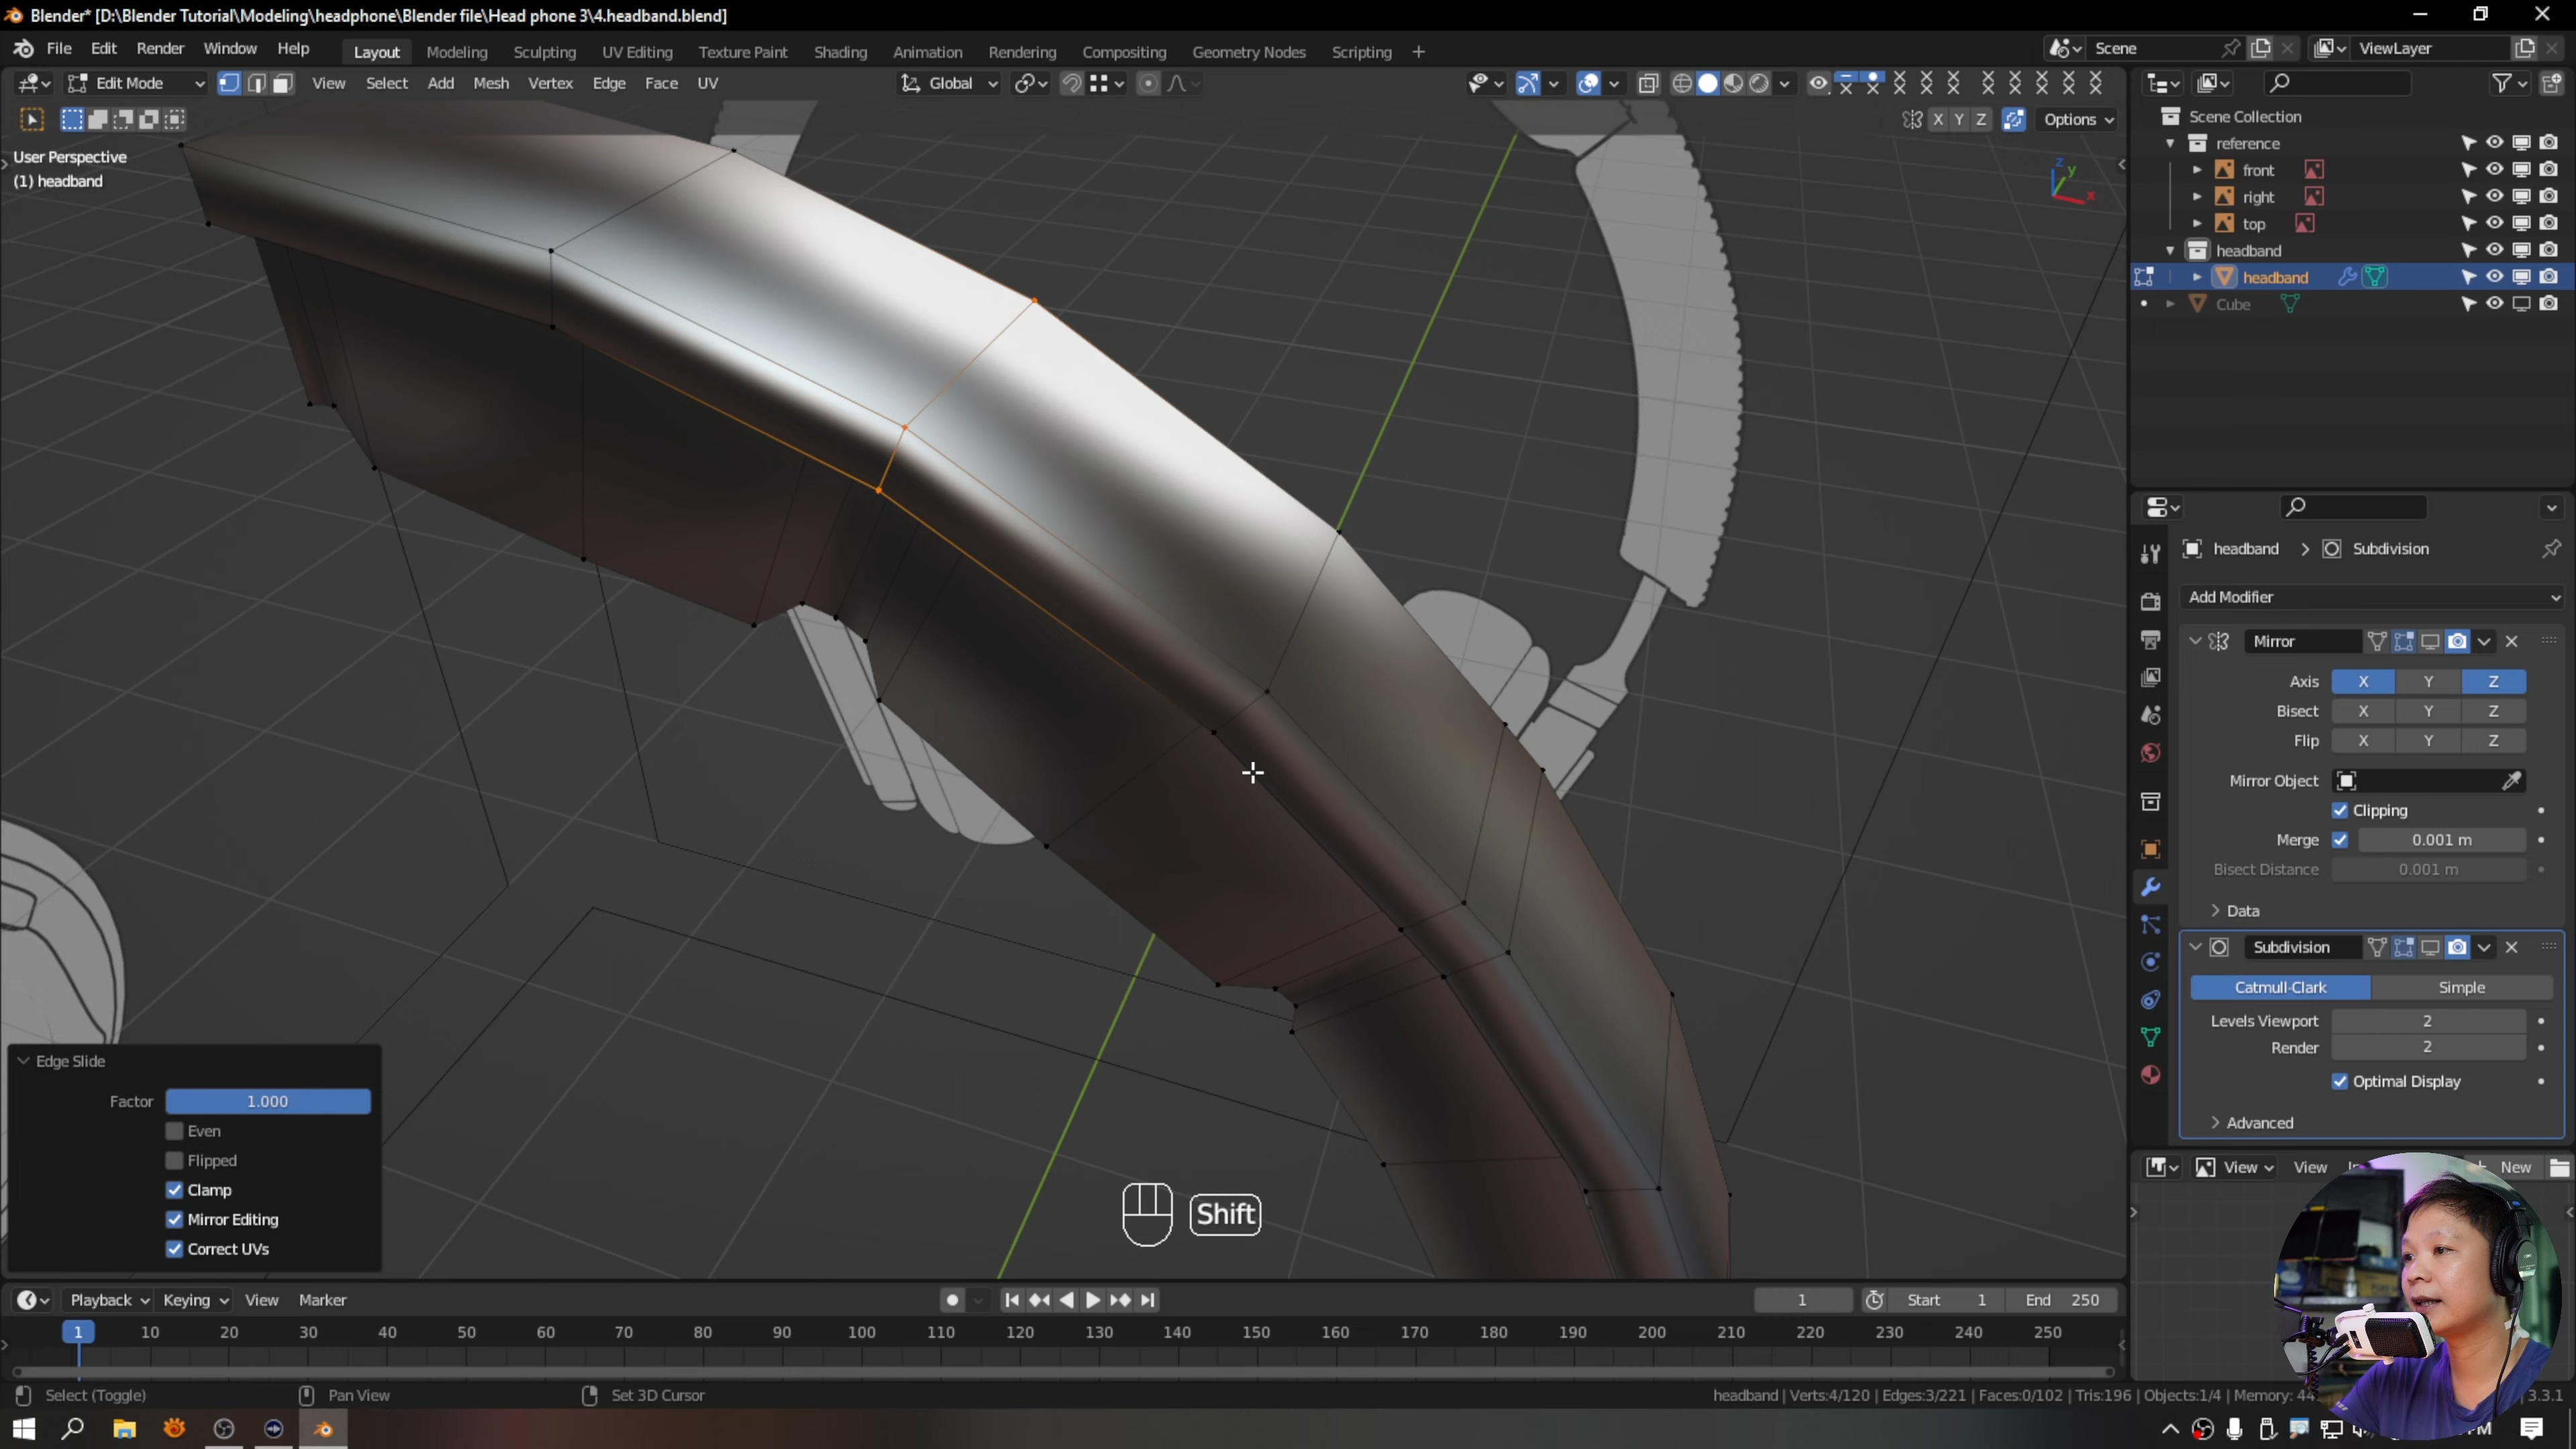 Blender* [D:\Blender Tutorial\Modeling\headphone\Blender file\Head phone 3\4.headband.blend]
File Edit Render Window Help Layout Modeling Sculpting UV Editing Texture Paint Shading Animation Rendering Compositing Geometry Nodes Scripting + Scene ViewLayer
Edit Mode View Select Add Mesh Vertex Edge Face UV Global
X Y Z Options
User Perspective
(1) headband
Z Y X
Scene Collection
reference
front
right
top
headband
headband
Cube
headband > Subdivision
Add Modifier
Mirror
Axis X Y Z
Bisect X Y Z
Flip X Y Z
Mirror Object
Clipping
Merge 0.001 m
Bisect Distance 0.001 m
Data
Subdivision
Catmull-Clark Simple
Levels Viewport 2
Render 2
Optimal Display
Advanced
View View New
Edge Slide
Factor 1.000
Even
Flipped
Clamp
Mirror Editing
Correct UVs
Shift
Playback Keying View Marker 1 Start 1 End 250
1 10 20 30 40 50 60 70 80 90 100 110 120 130 140 150 160 170 180 190 200 210 220 230 240 250
Select (Toggle) Pan View Set 3D Cursor headband | Verts:4/120 | Edges:3/221 | Faces:0/102 | Tris:196 | Objects:1/4 | Memory: 44 3.3.1